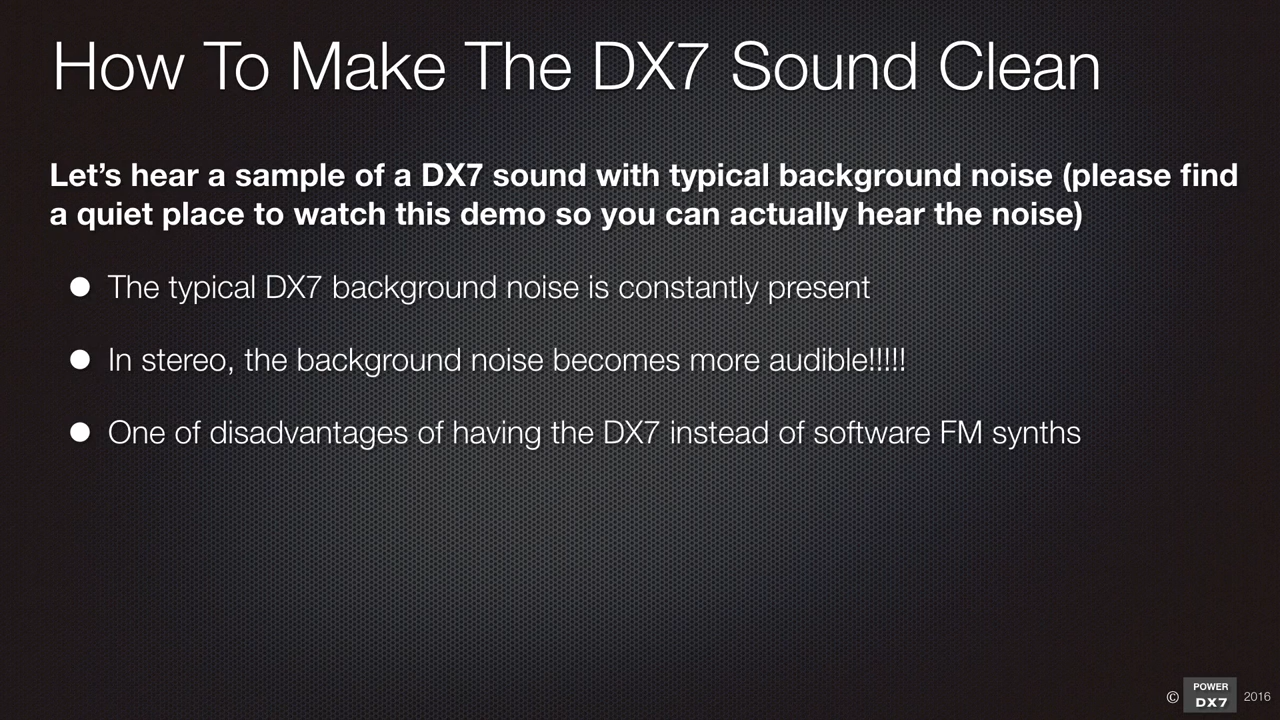 How To Make The DX7 Sound Clean
Let's hear a sample of a DX7 sound with typical background noise (please find
a quiet place to watch this demo so you can actually hear the noise)
● The typical DX7 background noise is constantly present
● In stereo, the background noise becomes more audible!!!!!
● One of disadvantages of having the DX7 instead of software FM synths
© POWER DX7 2016